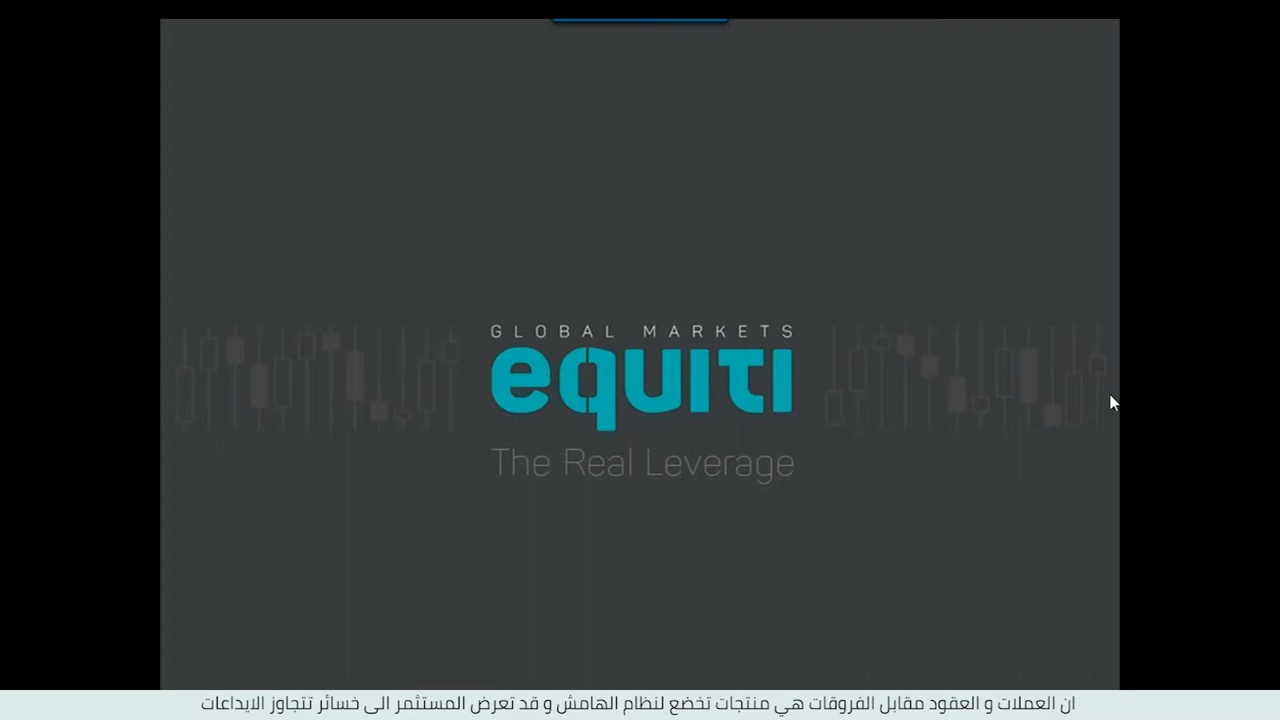 GLOBAL MARKETS
equiti
The Real Leverage
ان العملات و العقود مقابل الفروقات هي منتجات تخضع لنظام الهامش و قد تعرض المستثمر الى خسائر تتجاوز الايداعات